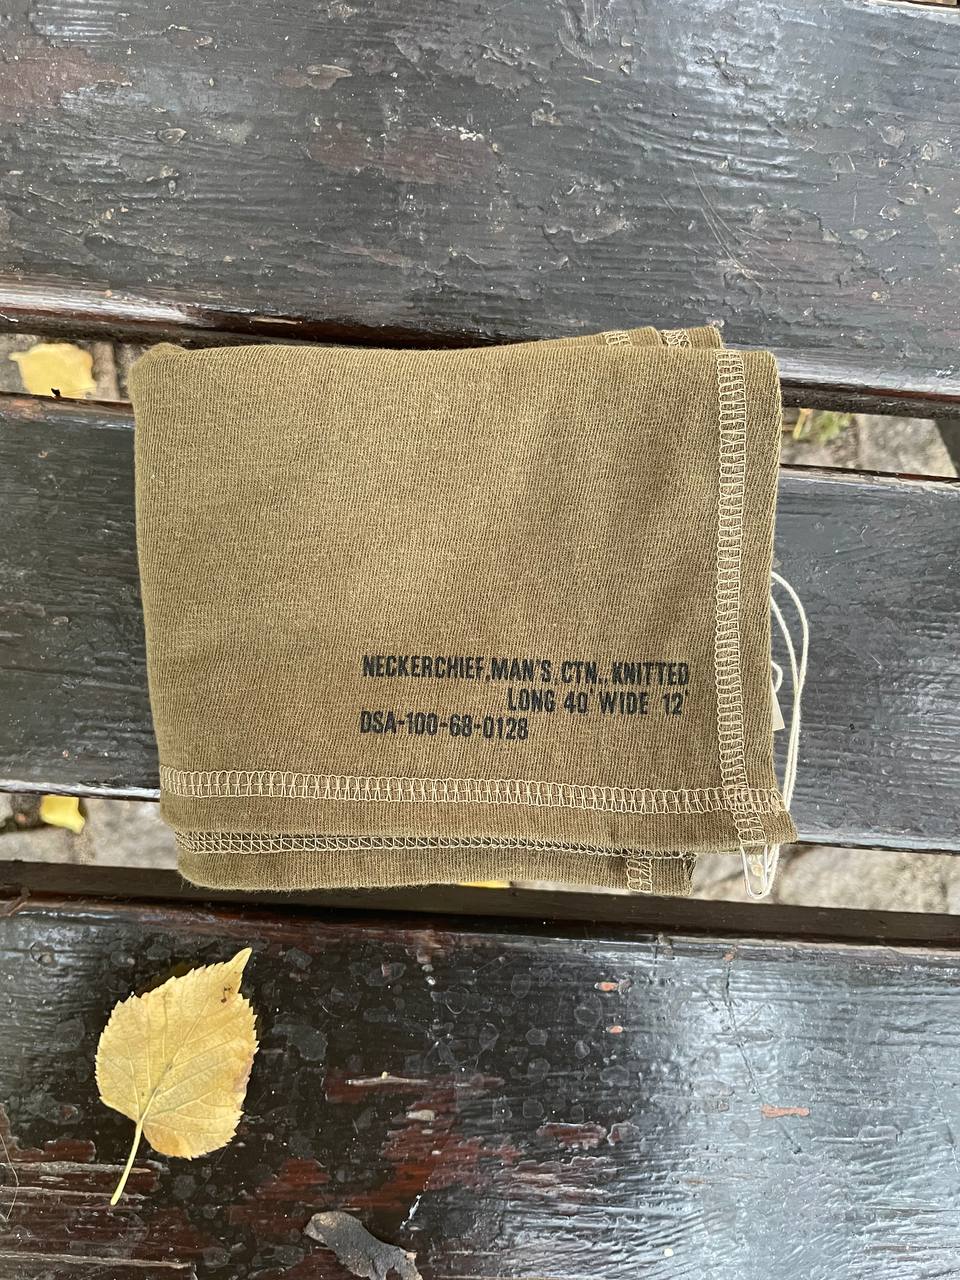 NECKERCHIEF,MAN'S CTN., KNITTED
LONG 40' WIDE 12'
DSA-100-68-0128